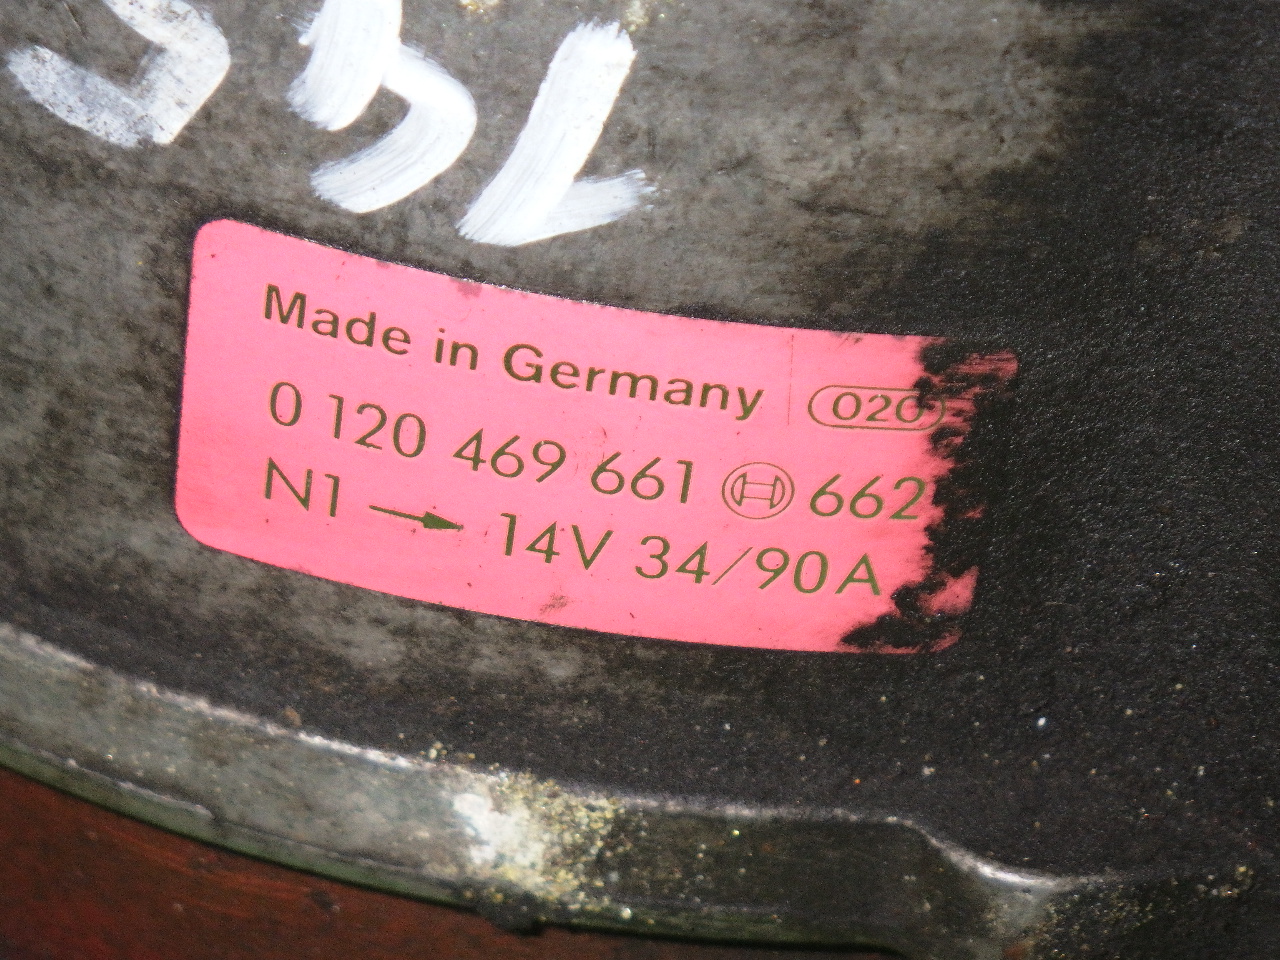 Made in Germany 020
0 120 469 661 662
N1 → 14V 34/90A